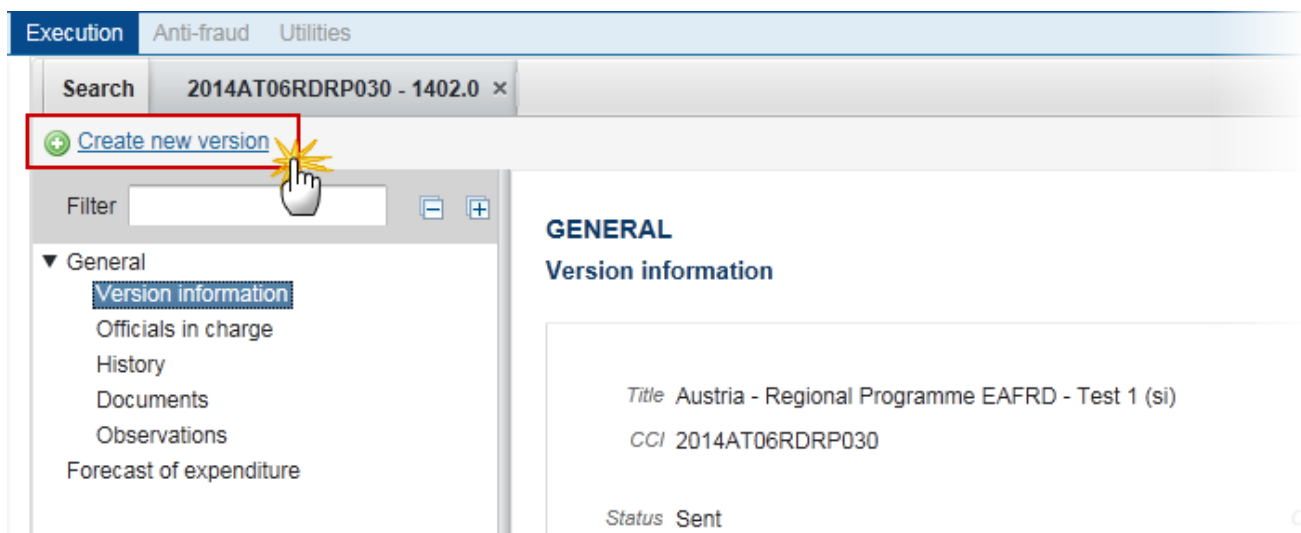 Execution Anti-fraud Utilities
Search 2014AT06RDRP030 - 1402.0 ×
Create new version
Filter
GENERAL
Version information
▼ General
Version information
Officials in charge
History
Documents
Observations
Forecast of expenditure
Title Austria - Regional Programme EAFRD - Test 1 (si)
CCI 2014AT06RDRP030
Status Sent